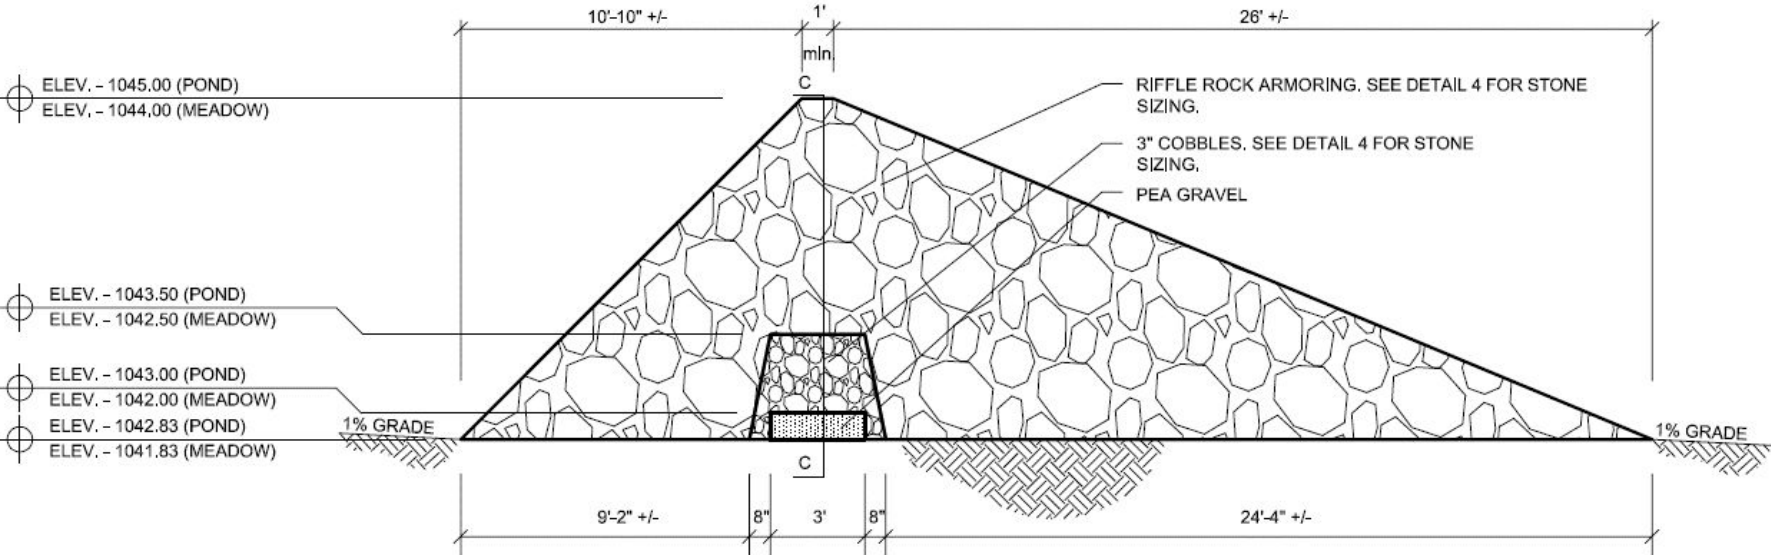 10'-10" +/-
1'
26' +/-
min.
C
ELEV. - 1045.00 (POND)
ELEV. - 1044.00 (MEADOW)
RIFFLE ROCK ARMORING. SEE DETAIL 4 FOR STONE
SIZING.
3" COBBLES. SEE DETAIL 4 FOR STONE
SIZING.
PEA GRAVEL
ELEV. - 1043.50 (POND)
ELEV. - 1042.50 (MEADOW)
ELEV. - 1043.00 (POND)
ELEV. - 1042.00 (MEADOW)
ELEV. - 1042.83 (POND)
ELEV. - 1041.83 (MEADOW)
1% GRADE
1% GRADE
C
9'-2" +/-
8"
3'
8"
24'-4" +/-